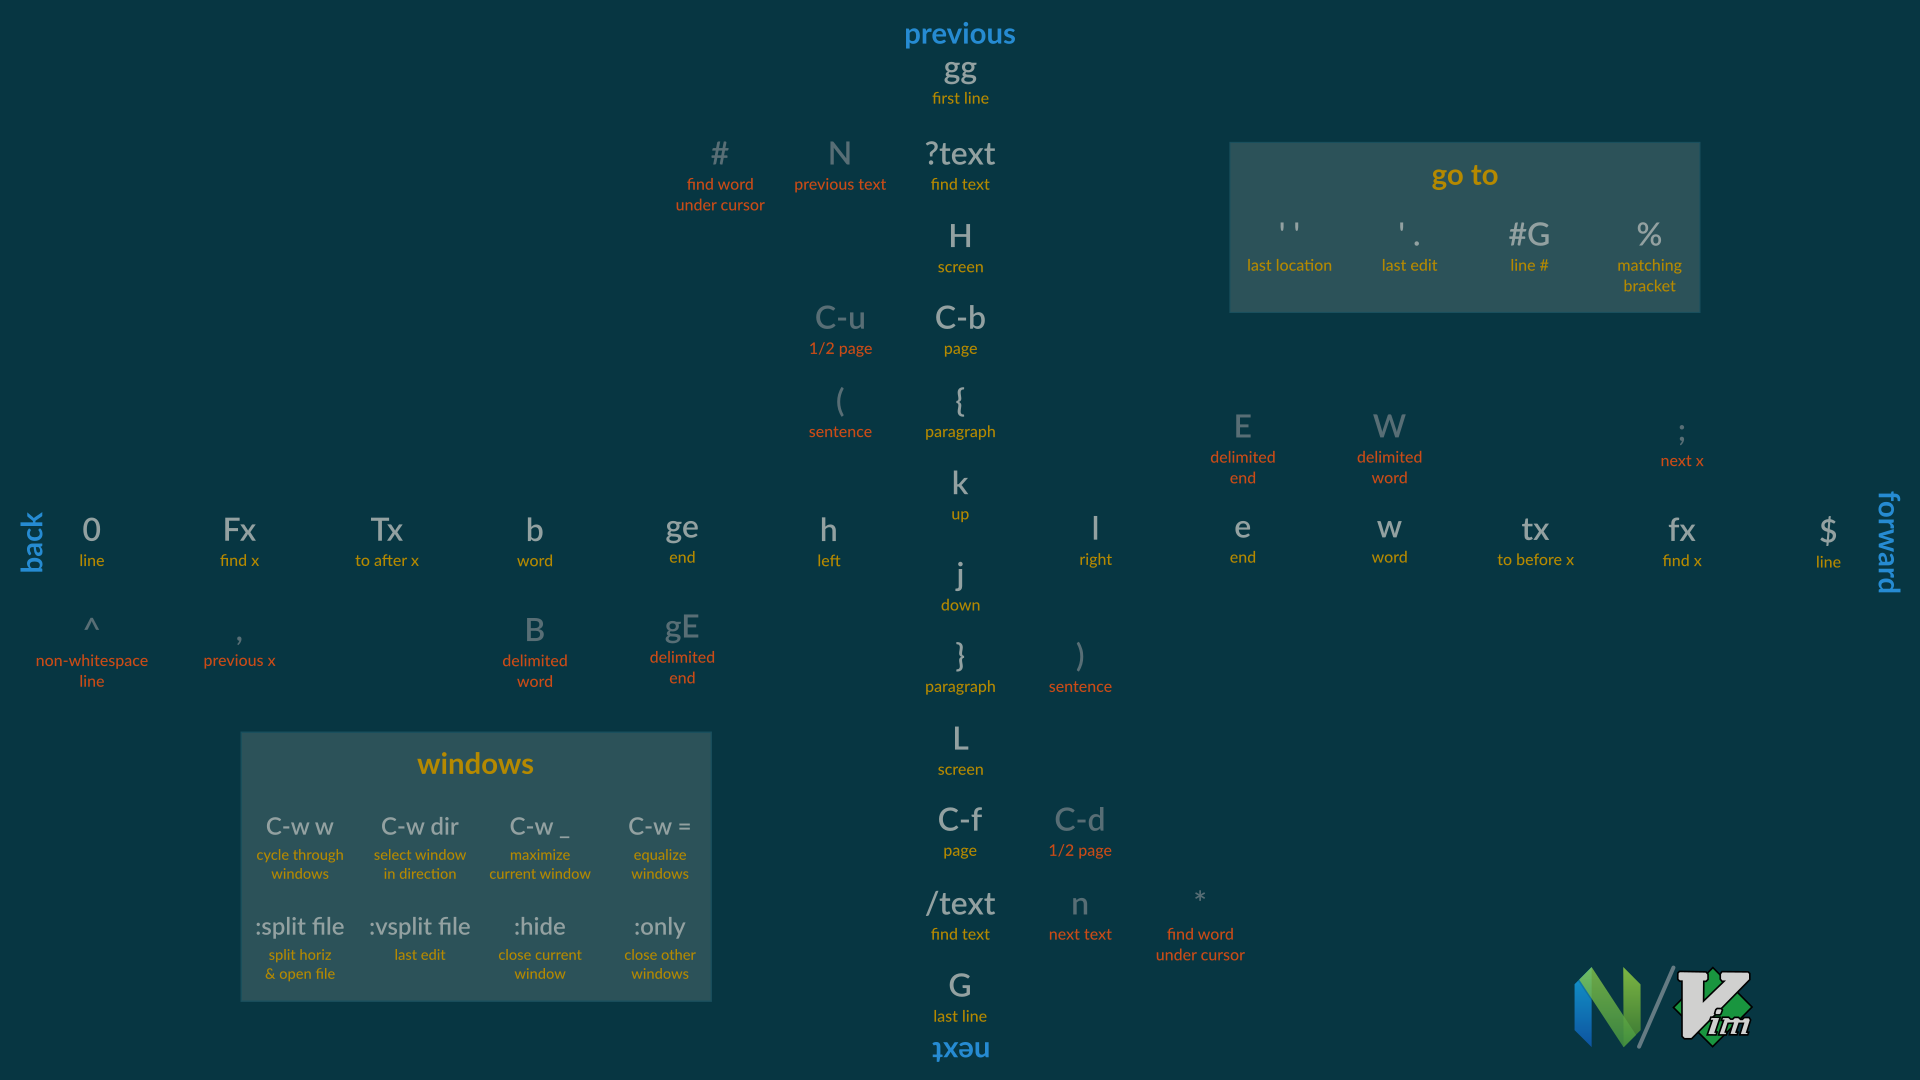 previous
gg
first line
# N ?text
find word previous text find text
under cursor
go to
H
screen
' ' ' . #G %
last location last edit line # matching
bracket
C-u C-b
1/2 page page
( {
sentence paragraph
E W ;
delimited delimited next x
end word
k
up
back 0 Fx Tx b ge h l e w tx fx $ forward
line find x to after x word end left right end word to before x find x line
j
down
^ , B gE
non-whitespace previous x delimited delimited
line word end
} )
paragraph sentence
L
screen
windows
C-w w C-w dir C-w _ C-w =
cycle through select window maximize equalize
windows in direction current window windows
:split file :vsplit file :hide :only
split horiz last edit close current close other
& open file window windows
C-f C-d
page 1/2 page
/text n *
find text next text find word
under cursor
G
last line
next
N/Vim